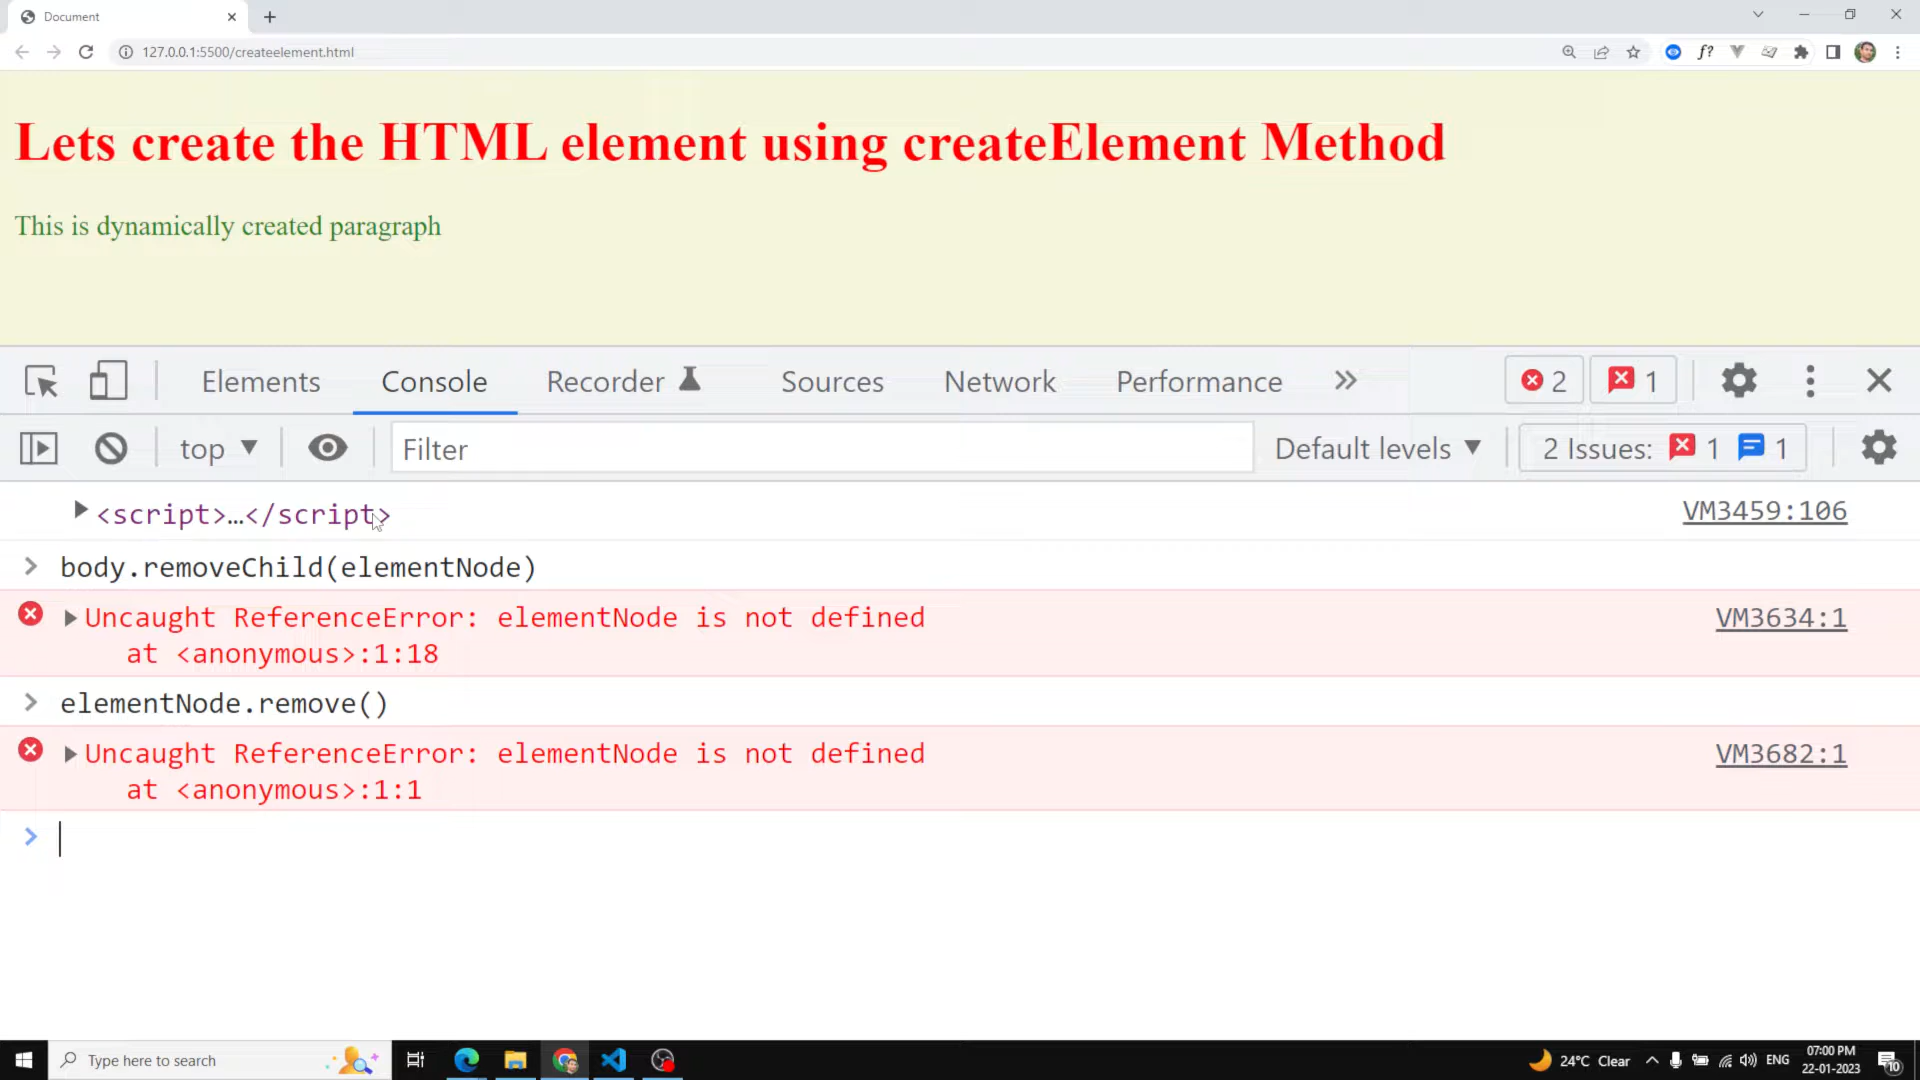 Document
127.0.0.1:5500/createelement.html
f?
Lets create the HTML element using createElement Method
This is dynamically created paragraph
Elements Console Recorder Sources Network Performance 2 1
top Filter Default levels 2 Issues: 1 1
<script>…</script> VM3459:106
body.removeChild(elementNode)
Uncaught ReferenceError: elementNode is not defined VM3634:1
at <anonymous>:1:18
elementNode.remove()
Uncaught ReferenceError: elementNode is not defined VM3682:1
at <anonymous>:1:1
Type here to search
24°C Clear
ENG
07:00 PM
22-01-2023
10